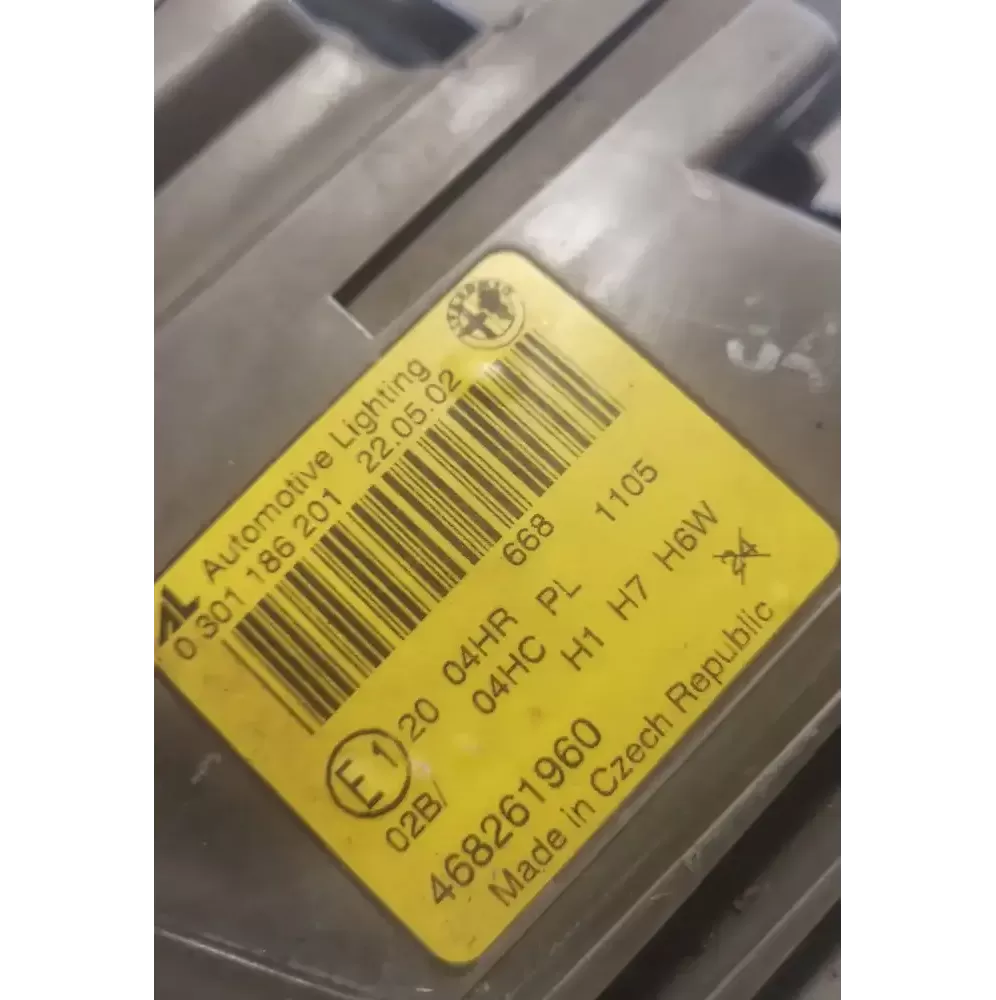 AL Automotive Lighting
0 301 186 201 22.05.02
668 1105
E1 20 04HR PL
02B/ 04HC
H1 H7 H6W
24
468261960
Made in Czech Republic